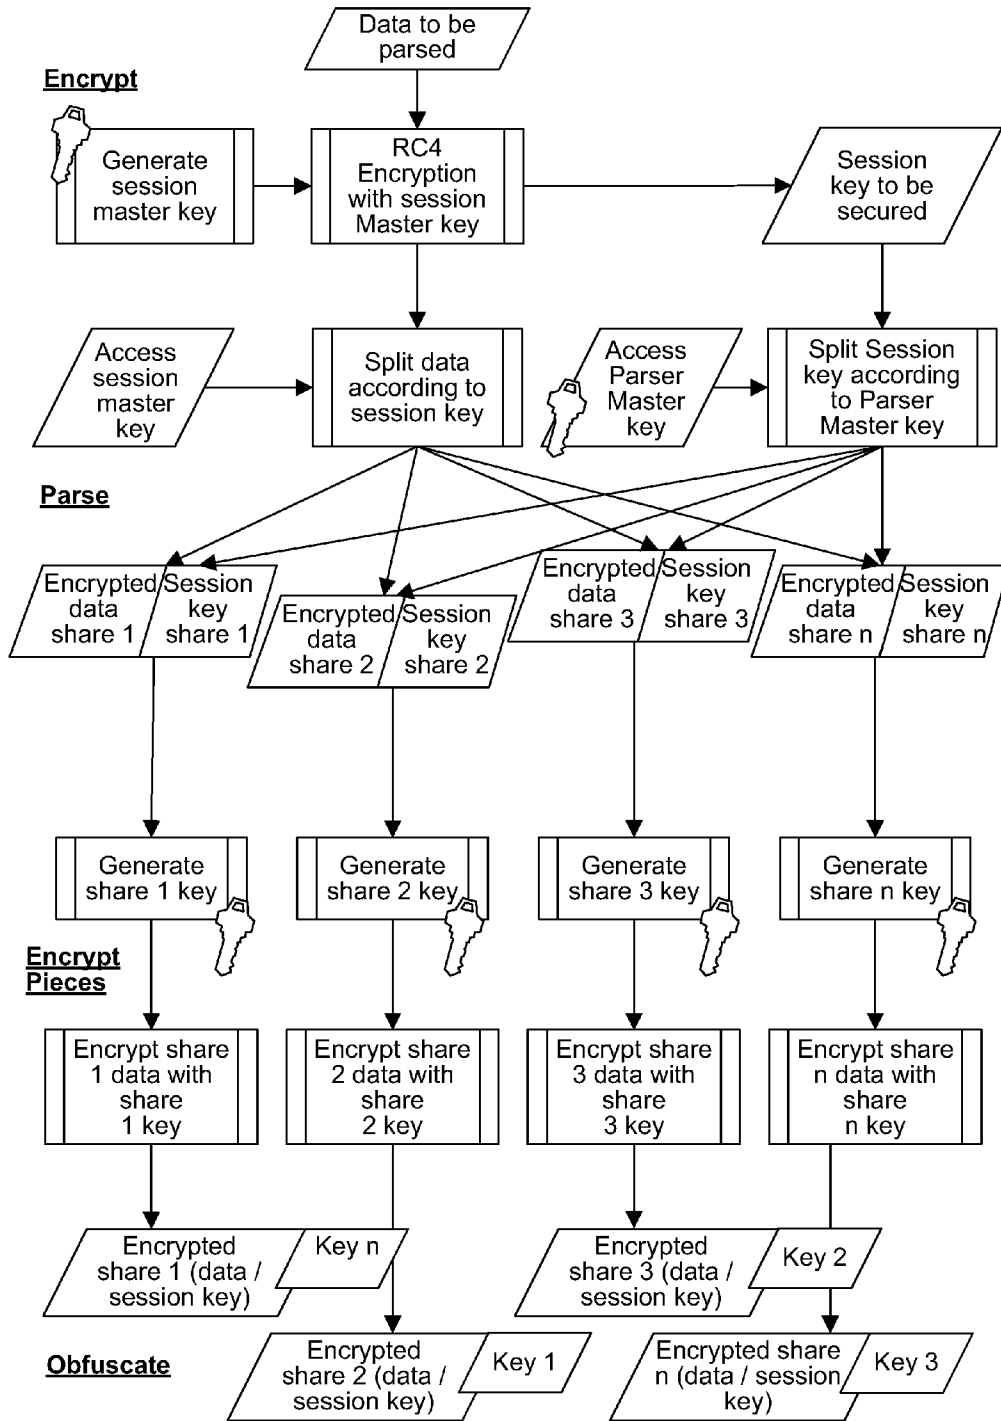 Data to be
parsed
Encrypt
Generate
session
master key
RC4
Encryption
with session
Master key
Session
key to be
secured
Access
session
master
key
Split data
according to
session key
Access
Parser
Master
key
Split Session
key according
to Parser
Master key
Parse
Encrypted
data
share 1
Session
key
share 1
Encrypted
data
share 2
Session
key
share 2
Encrypted
data
share 3
Session
key
share 3
Encrypted
data
share n
Session
key
share n
Generate
share 1 key
Generate
share 2 key
Generate
share 3 key
Generate
share n key
Encrypt
Pieces
Encrypt share
1 data with
share
1 key
Encrypt share
2 data with
share
2 key
Encrypt share
3 data with
share
3 key
Encrypt share
n data with
share
n key
Encrypted
share 1 (data /
session key)
Key n
Encrypted
share 3 (data /
session key)
Key 2
Obfuscate
Encrypted
share 2 (data /
session key)
Key 1
Encrypted share
n (data / session
key)
Key 3